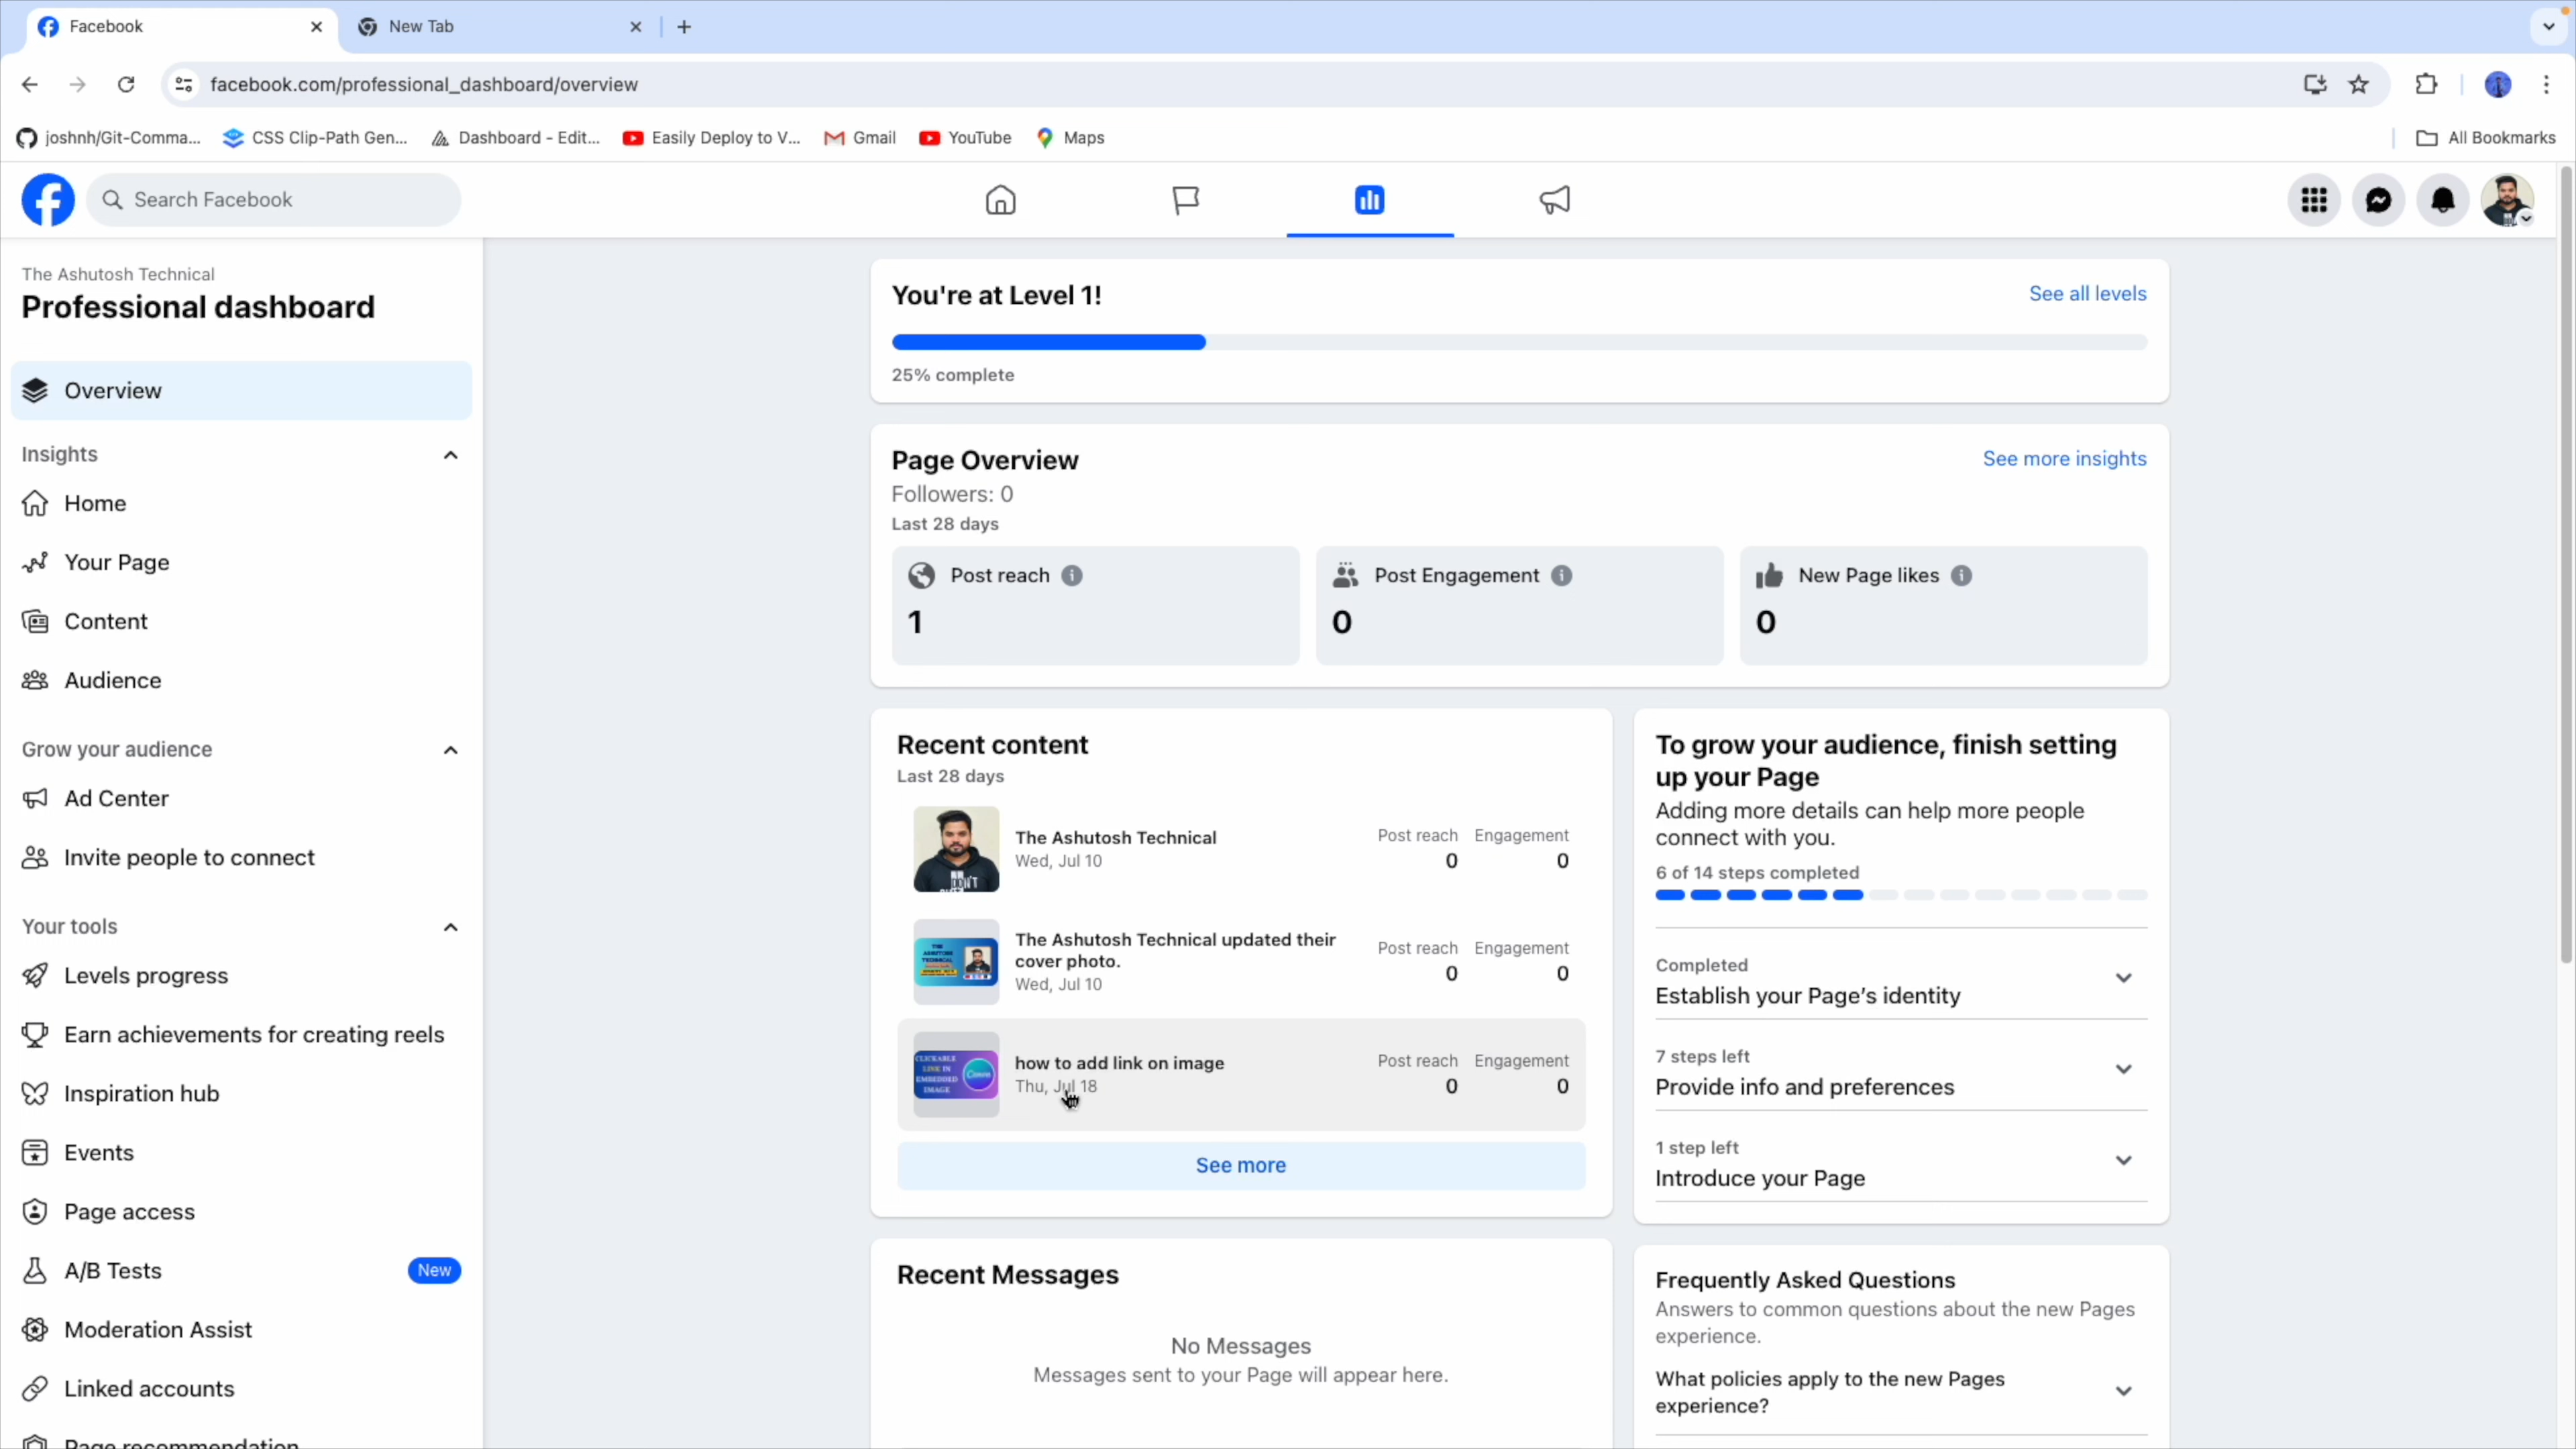 Facebook
New Tab
facebook.com/professional_dashboard/overview
joshnh/Git-Comma...
CSS Clip-Path Gen...
Dashboard - Edit...
Easily Deploy to V...
Gmail
YouTube
Maps
All Bookmarks
Search Facebook
The Ashutosh Technical
Professional dashboard
Overview
Insights
Home
Your Page
Content
Audience
Grow your audience
Ad Center
Invite people to connect
Your tools
Levels progress
Earn achievements for creating reels
Inspiration hub
Events
Page access
A/B Tests
New
Moderation Assist
Linked accounts
Page recommendation
You're at Level 1!
See all levels
25% complete
Page Overview
See more insights
Followers: 0
Last 28 days
Post reach
1
Post Engagement
0
New Page likes
0
Recent content
Last 28 days
The Ashutosh Technical
Wed, Jul 10
Post reach Engagement
0 0
The Ashutosh Technical updated their
cover photo.
Wed, Jul 10
Post reach Engagement
0 0
CLICKABLE
LINK IN
EMBEDDED
IMAGE
Canva
how to add link on image
Thu, Jul 18
Post reach Engagement
0 0
See more
Recent Messages
No Messages
Messages sent to your Page will appear here.
To grow your audience, finish setting
up your Page
Adding more details can help more people
connect with you.
6 of 14 steps completed
Completed
Establish your Page's identity
7 steps left
Provide info and preferences
1 step left
Introduce your Page
Frequently Asked Questions
Answers to common questions about the new Pages
experience.
What policies apply to the new Pages
experience?